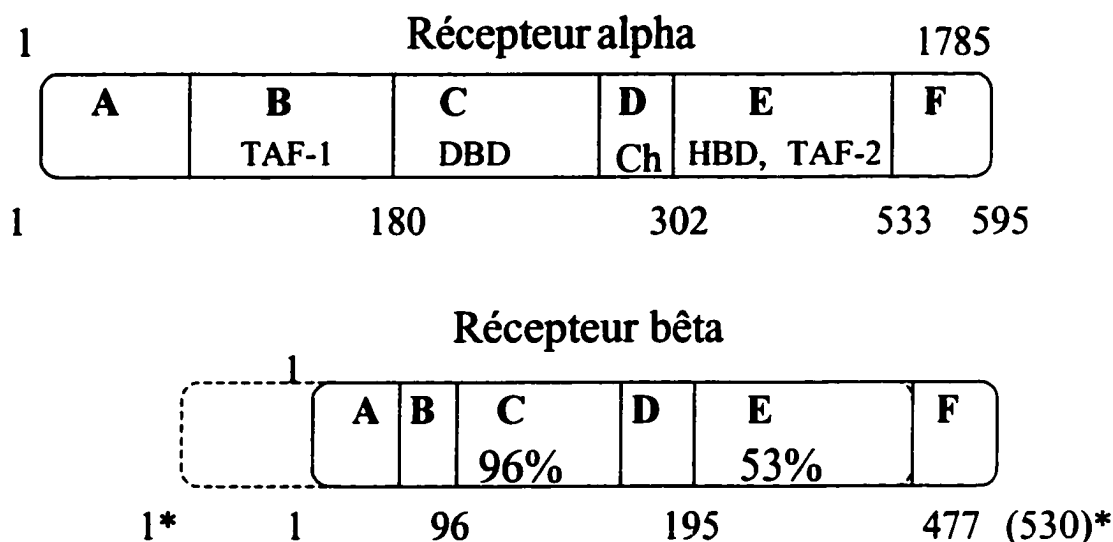 1 Récepteur alpha 1785
A B C D E F
TAF-1 DBD Ch HBD, TAF-2
1 180 302 533 595
Récepteur bêta
1
A B C D E F
96% 53%
1* 1 96 195 477 (530)*